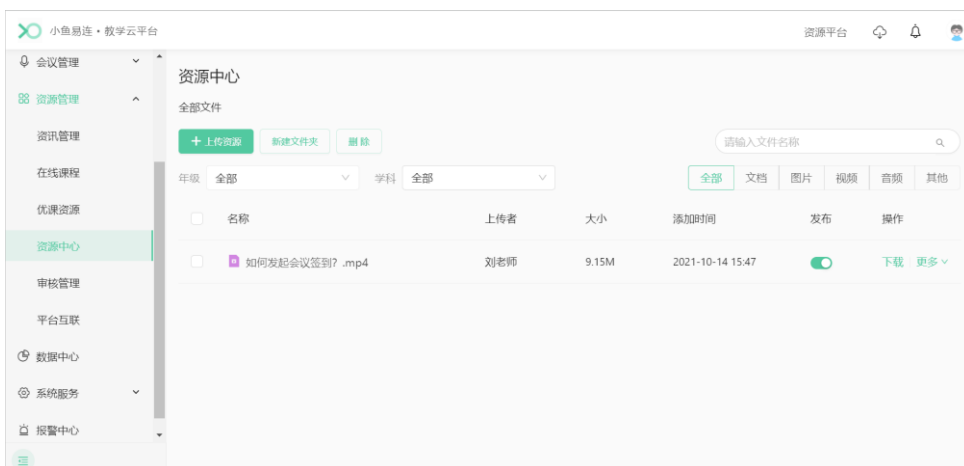 小鱼易连·教学云平台
资源平台
会议管理
资源管理
资讯管理
在线课程
优课资源
资源中心
审核管理
平台互联
数据中心
系统服务
报警中心
资源中心
全部文件
+ 上传资源 新建文件夹 删除
请输入文件名称
年级 全部 学科 全部
全部 文档 图片 视频 音频 其他
名称 上传者 大小 添加时间 发布 操作
如何发起会议签到？.mp4 刘老师 9.15M 2021-10-14 15:47 下载 更多